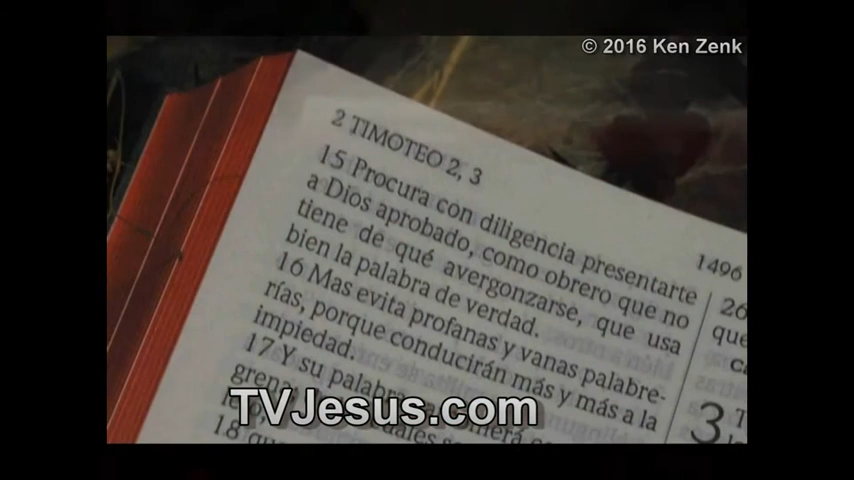 © 2016 Ken Zenk
2 TIMOTEO 2, 3
1496
15 Procura con diligencia presentarte
a Dios aprobado, como obrero que no
tiene de qué avergonzarse, que usa
bien la palabra de verdad.
16 Mas evita profanas y vanas palabre-
rías, porque conducirán más y más a la
impiedad.
17 Y su palabra
18
26
3
TVJesus.com